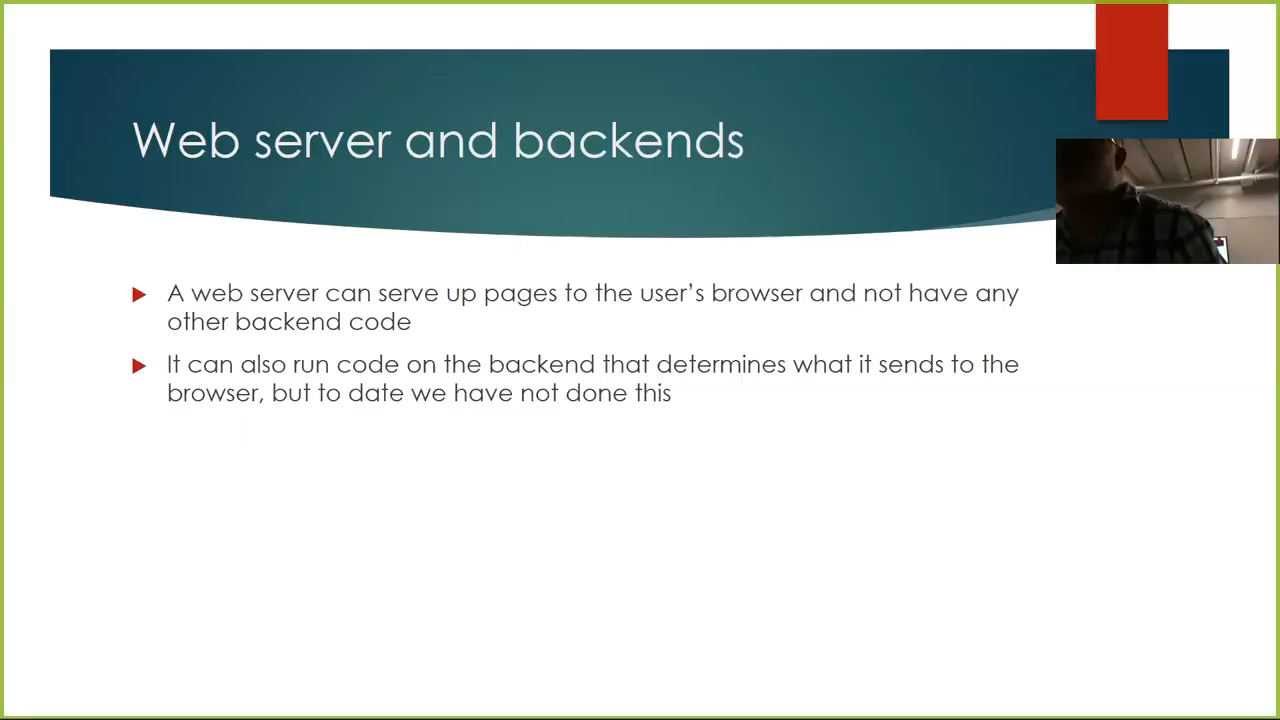 Web server and backends
A web server can serve up pages to the user’s browser and not have any
other backend code
It can also run code on the backend that determines what it sends to the
browser, but to date we have not done this